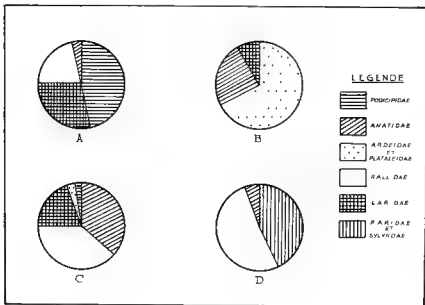 A
B
C
D
LEGENDE
PODICIPIDAE
ANATIDAE
ARDEIDAE
ET
PLATALEIDAE
RALLIDAE
LARIDAE
PARIDAE
ET
SYLVIIDAE